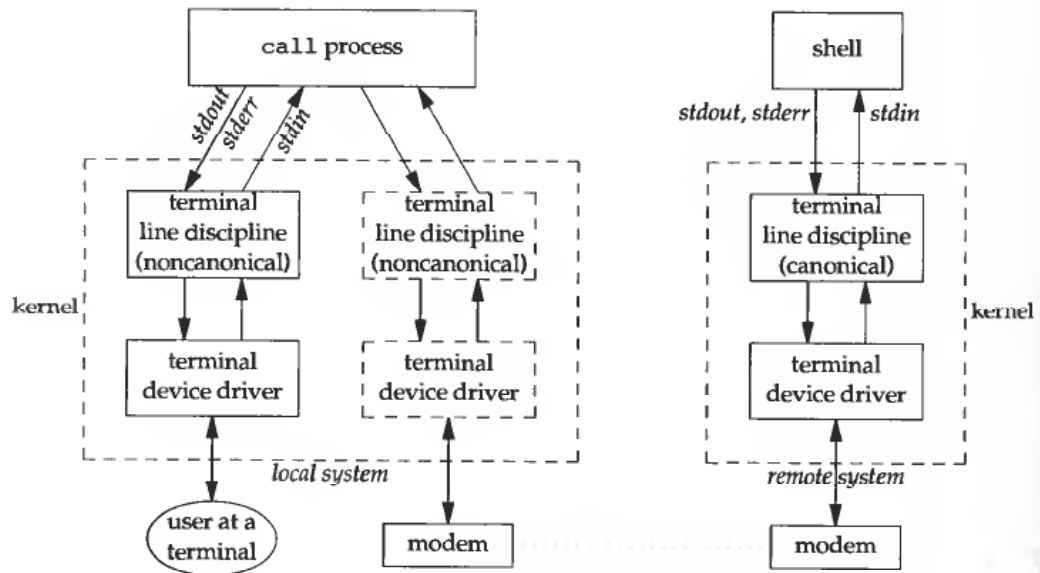 call process
shell
stdout
stderr
stdin
stdout, stderr
stdin
terminal
line discipline
(noncanonical)
terminal
line discipline
(noncanonical)
terminal
line discipline
(canonical)
kernel
kernel
terminal
device driver
terminal
device driver
terminal
device driver
local system
remote system
user at a
terminal
modem
modem